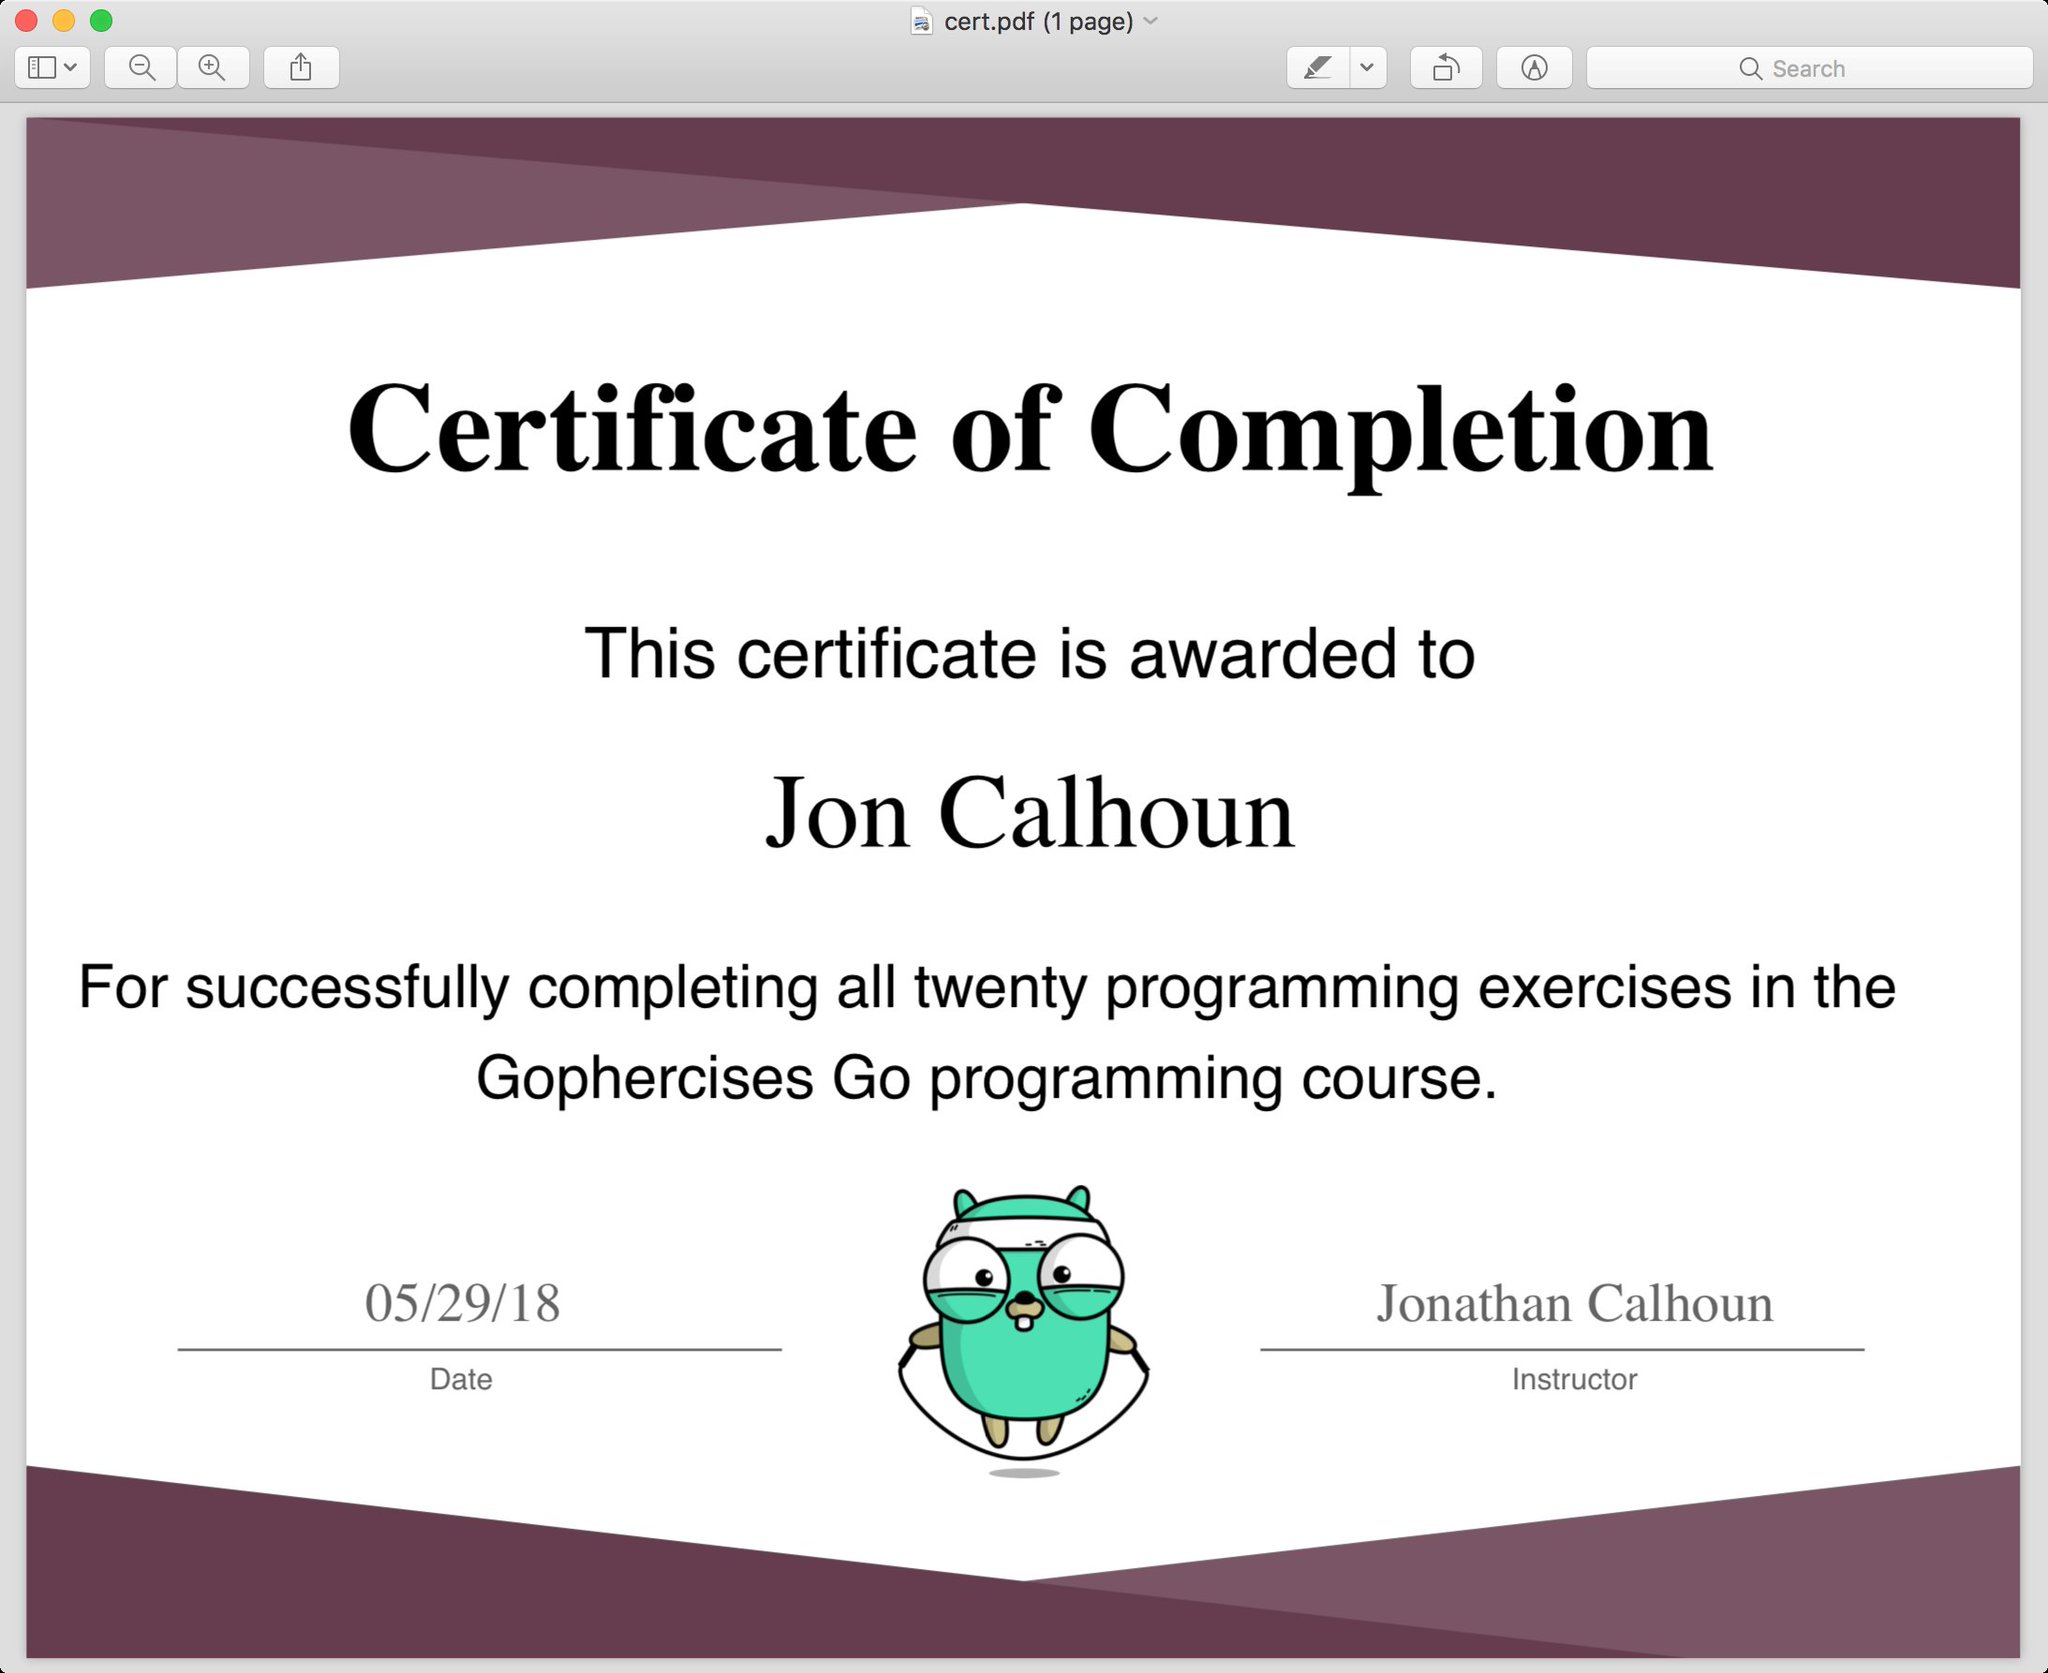 cert.pdf (1 page)
Search
Certificate of Completion
This certificate is awarded to
Jon Calhoun
For successfully completing all twenty programming exercises in the
Gophercises Go programming course.
05/29/18
Date
Jonathan Calhoun
Instructor